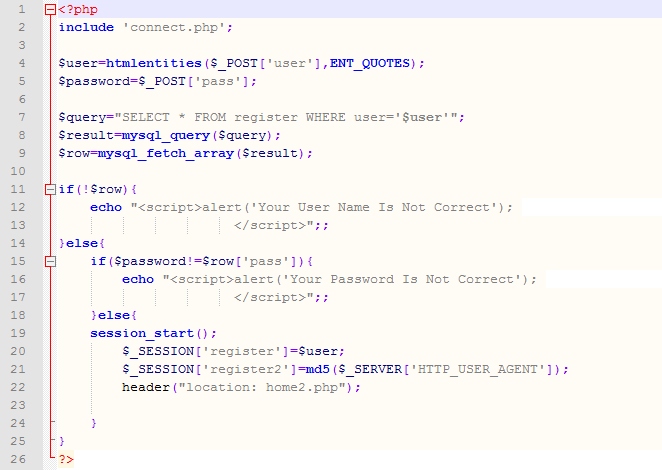 1 <?php
2 include 'connect.php';
3
4 $user=htmlentities($_POST['user'],ENT_QUOTES);
5 $password=$_POST['pass'];
6
7 $query="SELECT * FROM register WHERE user='$user'";
8 $result=mysql_query($query);
9 $row=mysql_fetch_array($result);
10
11 if(!$row){
12 echo "<script>alert('Your User Name Is Not Correct');
13 </script>";;
14 }else{
15 if($password!=$row['pass']){
16 echo "<script>alert('Your Password Is Not Correct');
17 </script>";;
18 }else{
19 session_start();
20 $_SESSION['register']=$user;
21 $_SESSION['register2']=md5($_SERVER['HTTP_USER_AGENT']);
22 header("location: home2.php");
23
24 }
25 }
26 ?>